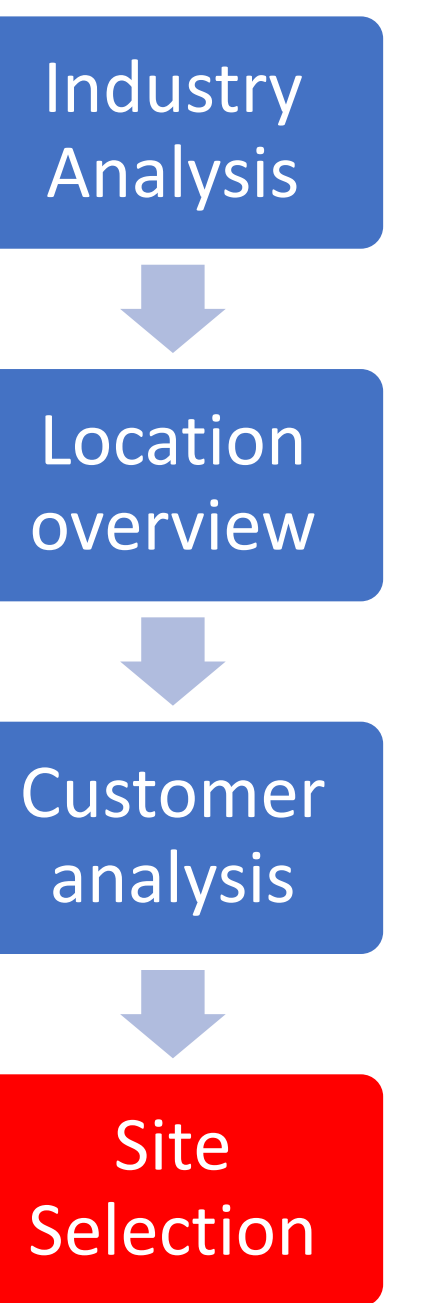 Industry
Analysis
Location
overview
Customer
analysis
Site
Selection